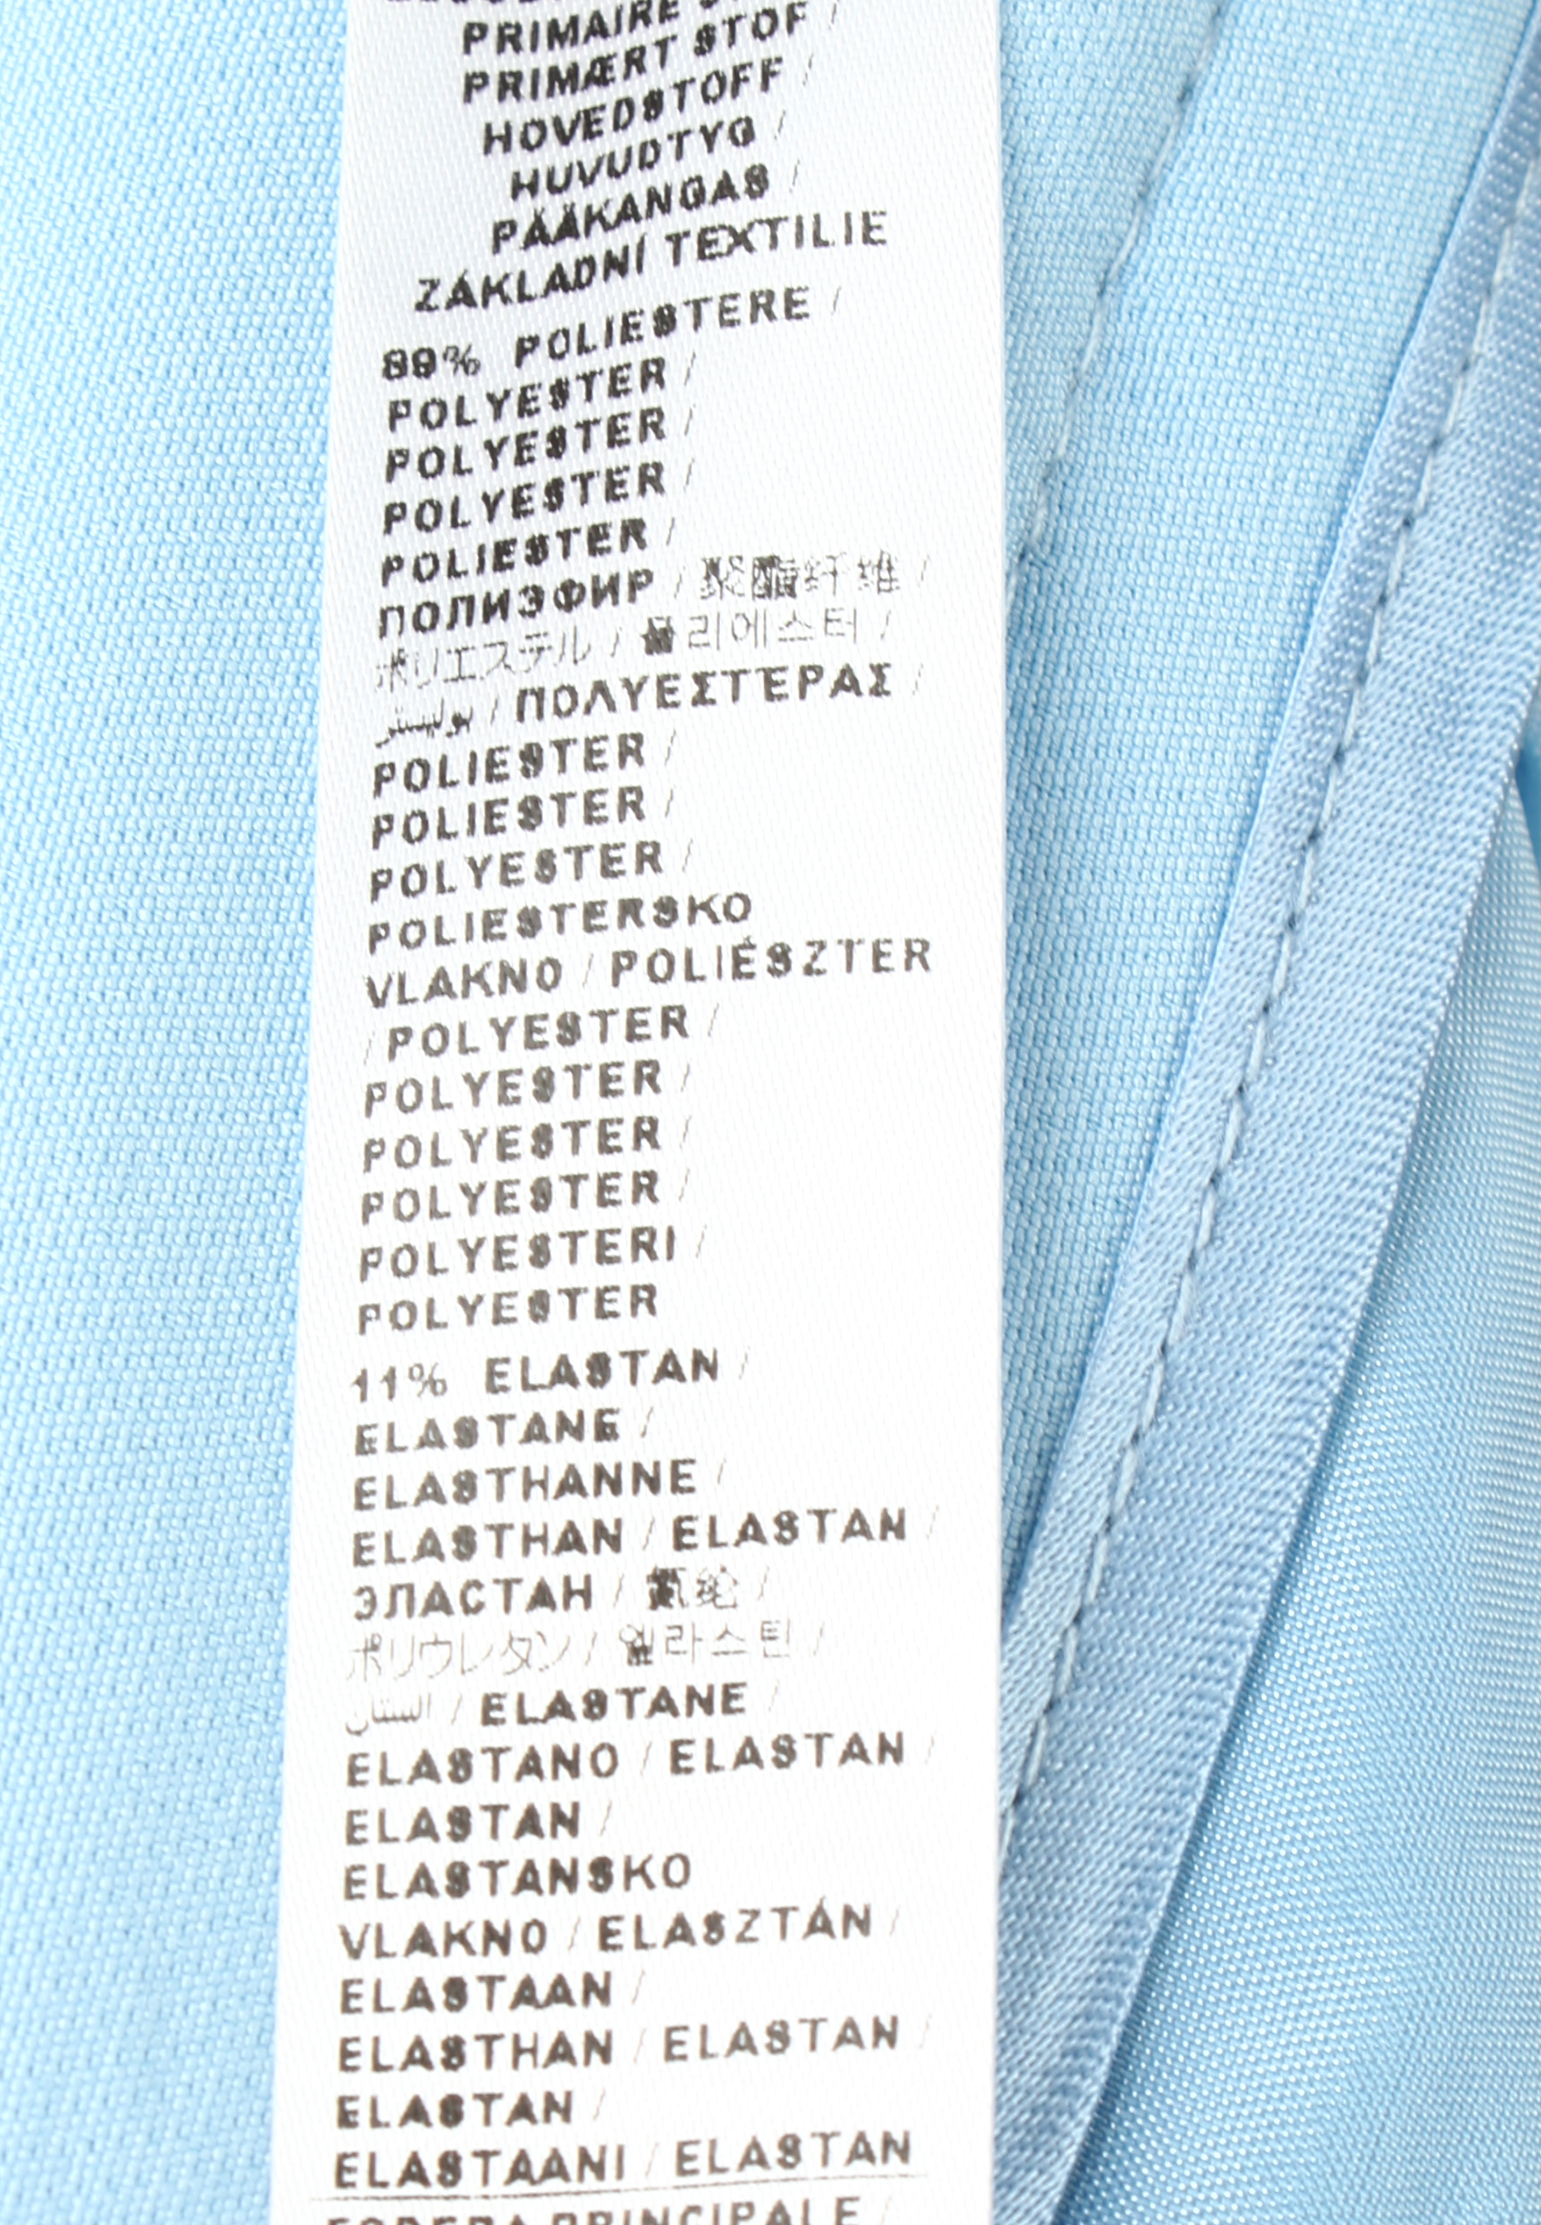 PRIMAIRE
PRIMÆRT STOF /
HOVEDSTOFF /
HUVUDTYG /
PÄÄKANGAS /
ZÁKLADNÍ TEXTILIE
89% POLIESTERE /
POLYESTER /
POLYESTER /
POLYESTER /
POLIESTER /
ПОЛИЭФИР / 聚酯纤维 /
ポリエステル / 폴리에스터 /
بوليستر / ΠΟΛΥΕΣΤΈΡΑΣ /
POLIESTER /
POLIESTER /
POLYESTER /
POLIESTERSKO
VLAKNO / POLIÉSZTER
/ POLYESTER /
POLYESTER /
POLYESTER /
POLYESTER /
POLYESTERI /
POLYESTER
11% ELASTAN /
ELASTANE /
ELASTHANNE /
ELASTHAN / ELASTAN /
ЭЛАСТАН / 氨纶 /
ポリウレタン / 엘라스틴 /
الستان / ELASTANE /
ELASTANO / ELASTAN /
ELASTAN /
ELASTANSKO
VLAKNO / ELASZTÁN /
ELASTAAN /
ELASTHAN / ELASTAN /
ELASTAN /
ELASTAANI / ELASTAN
FODERA PRINCIPALE /